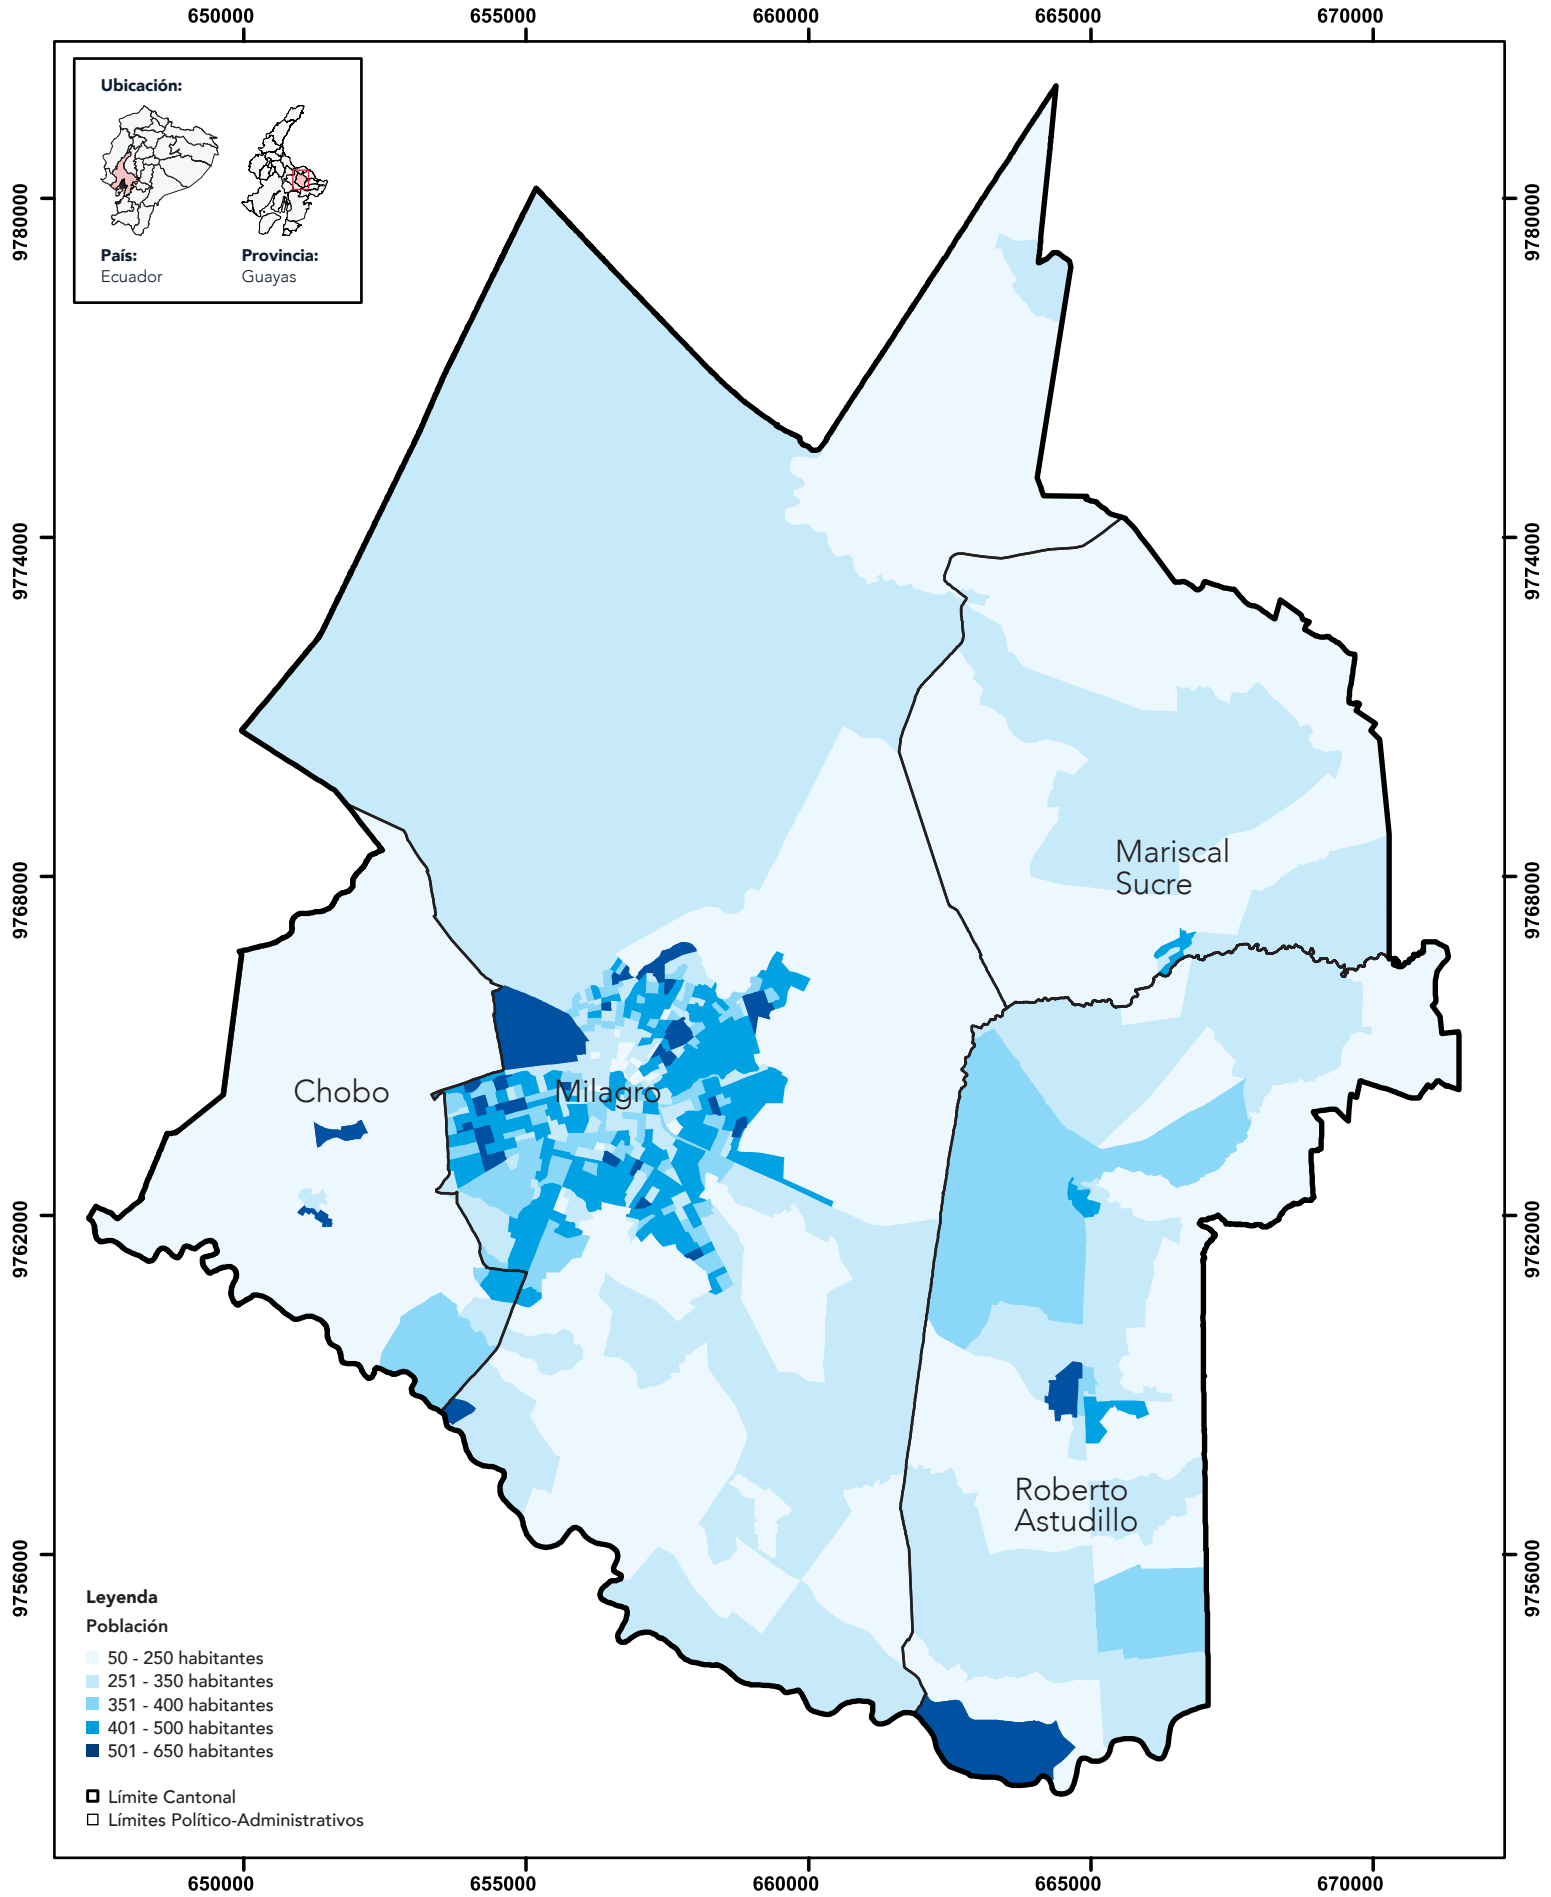 650000 655000 660000 665000 670000
Ubicación:
País:
Ecuador
Provincia:
Guayas
9780000
9780000
9774000
9774000
9768000
9768000
9762000
9762000
9756000
9756000
Mariscal
Sucre
Chobo
Milagro
Roberto
Astudillo
Leyenda
Población
50 - 250 habitantes
251 - 350 habitantes
351 - 400 habitantes
401 - 500 habitantes
501 - 650 habitantes
Límite Cantonal
Límites Político-Administrativos
650000 655000 660000 665000 670000